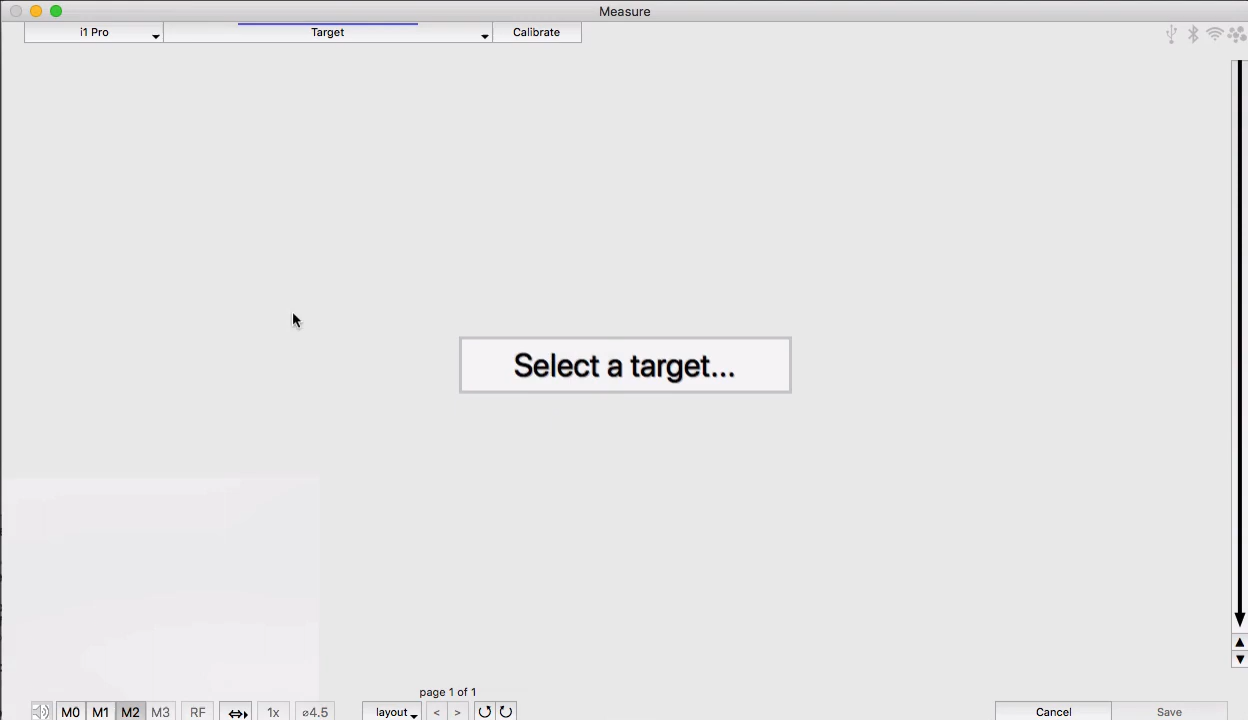 Measure
i1 Pro Target Calibrate
Select a target...
page 1 of 1
M0 M1 M2 M3 RF 1x ⌀4.5 layout < > Cancel Save